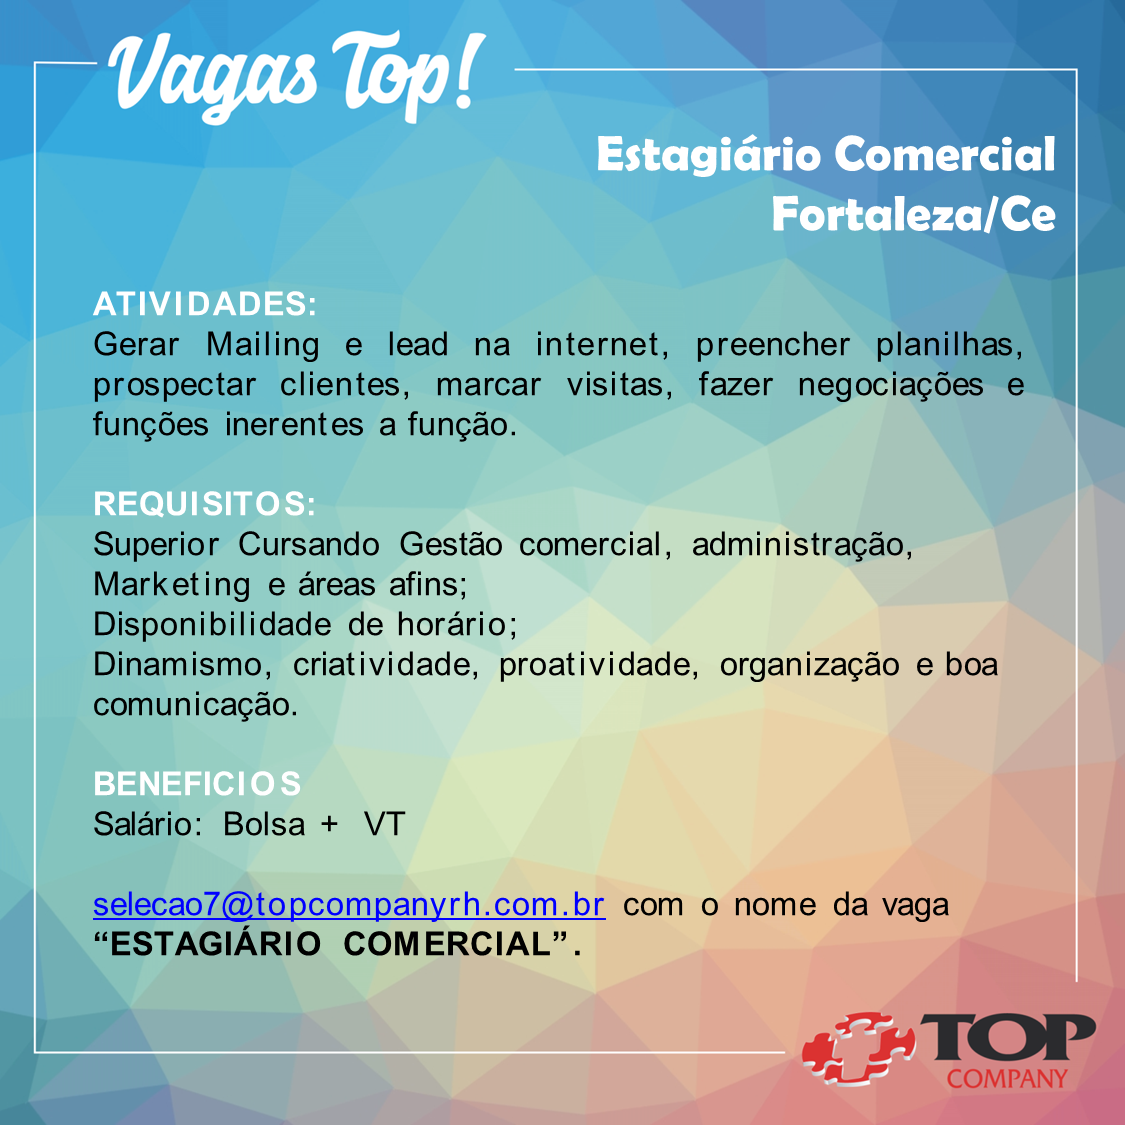 Vagas Top!
Estagiário Comercial
Fortaleza/Ce
ATIVIDADES:
Gerar Mailing e lead na internet, preencher planilhas,
prospectar clientes, marcar visitas, fazer negociações e
funções inerentes a função.
REQUISITOS:
Superior Cursando Gestão comercial, administração,
Marketing e áreas afins;
Disponibilidade de horário;
Dinamismo, criatividade, proatividade, organização e boa
comunicação.
BENEFICIOS
Salário: Bolsa + VT
selecao7@topcompanyrh.com.br com o nome da vaga
“ESTAGIÁRIO COMERCIAL”.
TOP
COMPANY